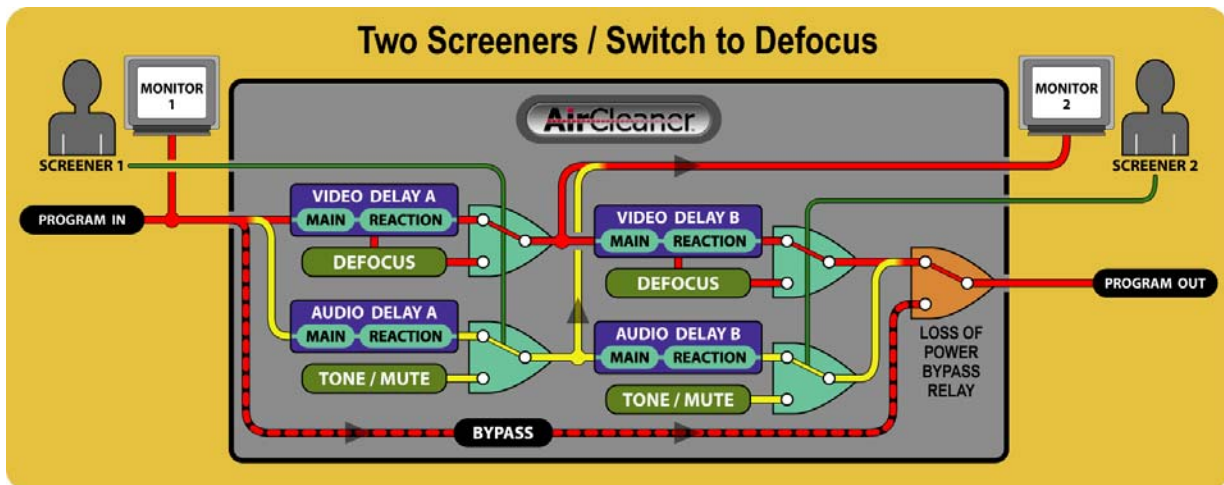 Two Screeners / Switch to Defocus
MONITOR
1
MONITOR
2
AirCleaner
SCREENER 1
SCREENER 2
VIDEO DELAY A
MAIN REACTION
DEFOCUS
VIDEO DELAY B
MAIN REACTION
DEFOCUS
PROGRAM IN
PROGRAM OUT
AUDIO DELAY A
MAIN REACTION
TONE / MUTE
AUDIO DELAY B
MAIN REACTION
TONE / MUTE
LOSS OF
POWER
BYPASS
RELAY
BYPASS